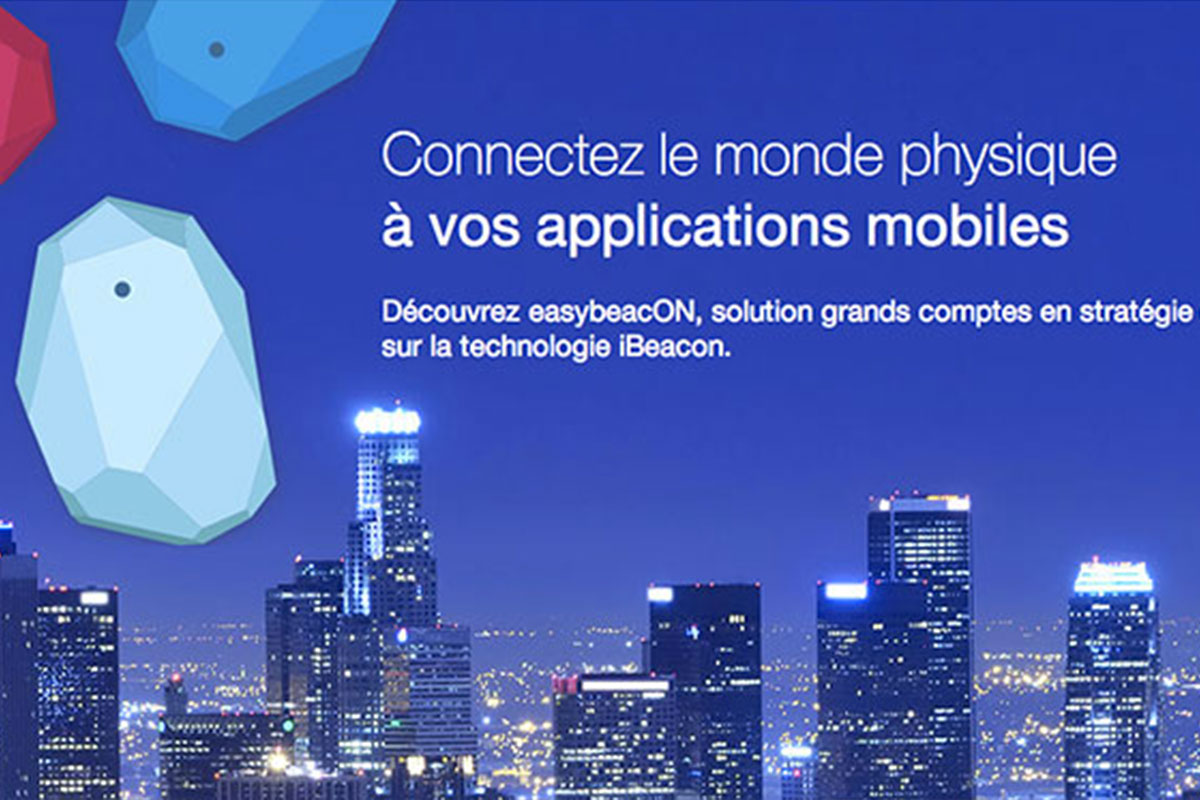 Connectez le monde physique
à vos applications mobiles
Découvrez easybeacON, solution grands comptes en stratégie
sur la technologie iBeacon.